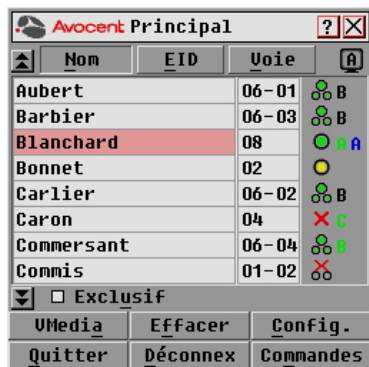 Avocent Principal ? X
Nom EID Voie A
Aubert 06-01 B
Barbier 06-03 B
Blanchard 08 A A
Bonnet 02
Carlier 06-02 B
Caron 04 X C
Commersant 06-04 B
Commis 01-02
Exclusif
VMedia Effacer Config.
Quitter Déconnex Commandes